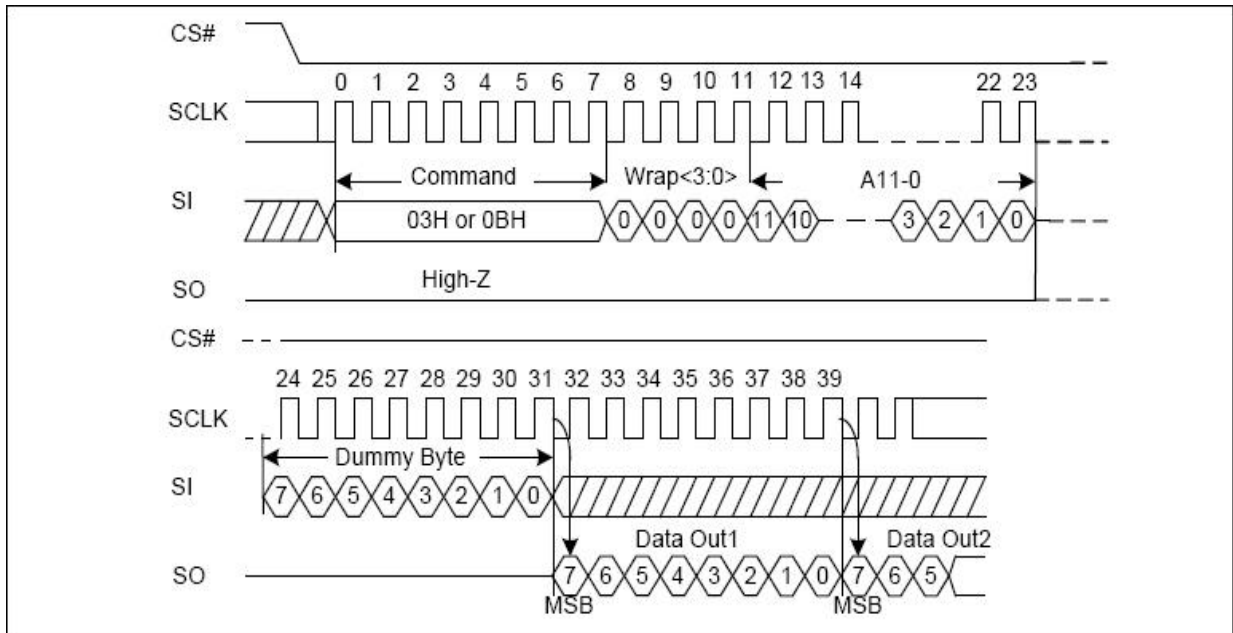 CS#
0 1 2 3 4 5 6 7 8 9 10 11 12 13 14 22 23
SCLK
Command Wrap<3:0> A11-0
SI
03H or 0BH 0 0 0 0 11 10 3 2 1 0
High-Z
SO
CS#
24 25 26 27 28 29 30 31 32 33 34 35 36 37 38 39
SCLK
Dummy Byte
SI
7 6 5 4 3 2 1 0
Data Out1 Data Out2
SO
7 6 5 4 3 2 1 0 7 6 5
MSB MSB